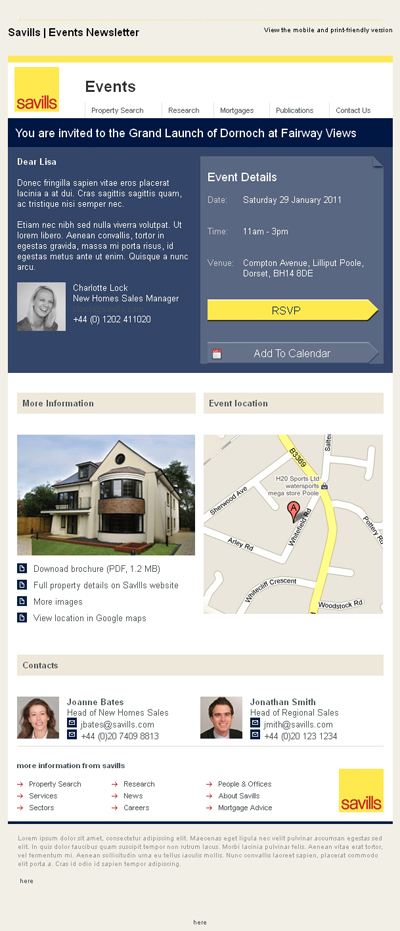 Savills | Events Newsletter
View the mobile and print-friendly version
savills
Events
Property Search
Research
Mortgages
Publications
Contact Us
You are invited to the Grand Launch of Dornoch at Fairway Views
Dear Lisa
Donec fringilla sapien vitae eros placerat
lacinia a at dui. Cras sagittis sagittis quam,
ac tristique nisi semper nec.
Etiam nec nibh sed nulla viverra volutpat. Ut
lorem libero. Aenean convallis, tortor in
egestas gravida, massa mi porta risus, id
egestas metus ante ut enim. Quisque a nunc
arcu.
Charlotte Lock
New Homes Sales Manager
+44 (0) 1202 411020
Event Details
Date: Saturday 29 January 2011
Time: 11am - 3pm
Venue: Compton Avenue, Lilliput Poole,
Dorset, BH14 8DE
RSVP
Add To Calendar
More Information
Downoad brochure (PDF, 1.2 MB)
Full property details on Savills website
More images
View location in Google maps
Event location
B3369
Salter
H20 Sports Ltd
watersports
mega store Poole
Sherwood Ave
A
Whitefield Rd
Pottery Rd
Arley Rd
Whitecliff Crescent
Woodstock Rd
Contacts
Joanne Bates
Head of New Homes Sales
jbates@savills.com
+44 (0)20 7409 8813
Jonathan Smith
Head of Regional Sales
jmith@savills.com
+44 (0)20 123 1234
more information from savills
Property Search
Services
Sectors
Research
News
Careers
People & Offices
About Savills
Mortgage Advice
savills
Lorem ipsum dolor sit amet, consectetur adipiscing elit. Maecenas eget ligula nec velit pulvinar accumsan egestas sed
elit. In quis dolor faucibus quam suscipit tempor non rutrum lacus. Morbi lacinia pulvinar felis. Aenean vitae erat tortor,
vel fermentum mi. Aenean sollicitudin urna eu tellus iaculis mollis. Nunc convallis laoreet sapien, placerat commodo
elit porta a. Cras id odio id sapien tempor adipiscing.
here
here